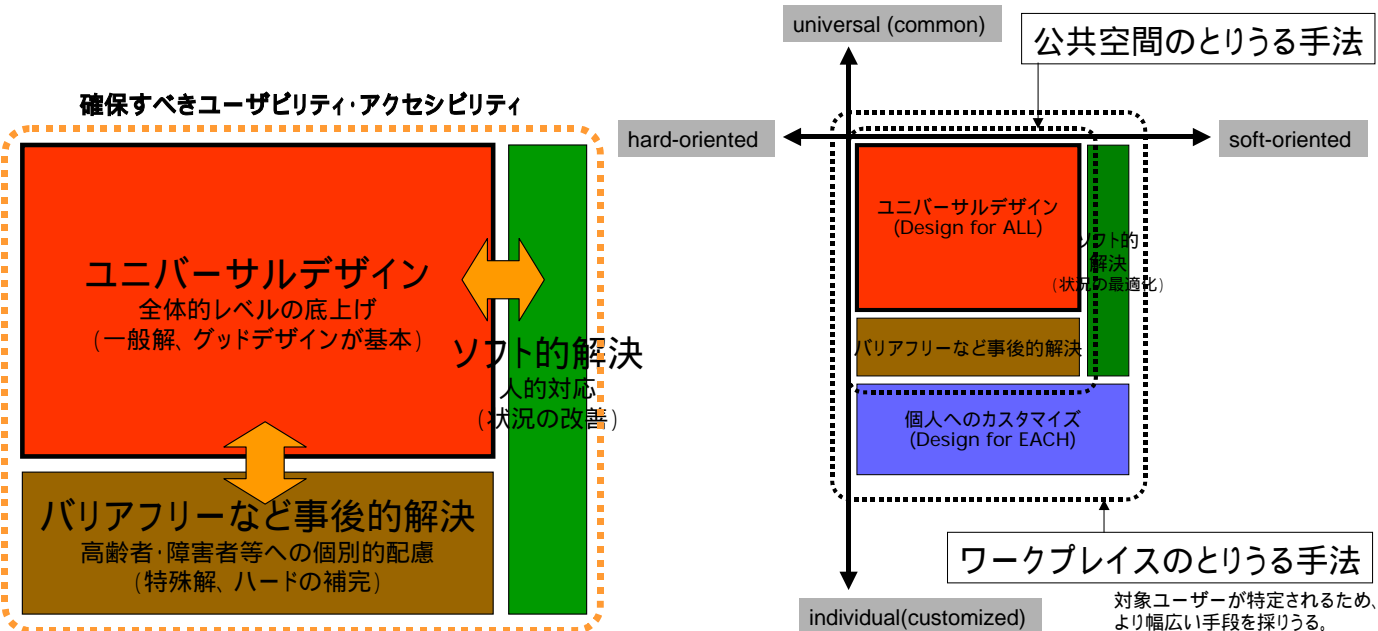 確保すべきユーザビリティ・アクセシビリティ
ユニバーサルデザイン
全体的レベルの底上げ
(一般解、グッドデザインが基本)
ソフト的解決
人的対応
(状況の改善)
バリアフリーなど事後的解決
高齢者・障害者等への個別的配慮
(特殊解、ハードの補完)
universal (common)
公共空間のとりうる手法
hard-oriented
soft-oriented
ユニバーサルデザイン
(Design for ALL)
ソフト的
解決
(状況の最適化)
バリアフリーなど事後的解決
個人へのカスタマイズ
(Design for EACH)
ワークプレイスのとりうる手法
対象ユーザーが特定されるため、
より幅広い手段を採りうる。
individual(customized)